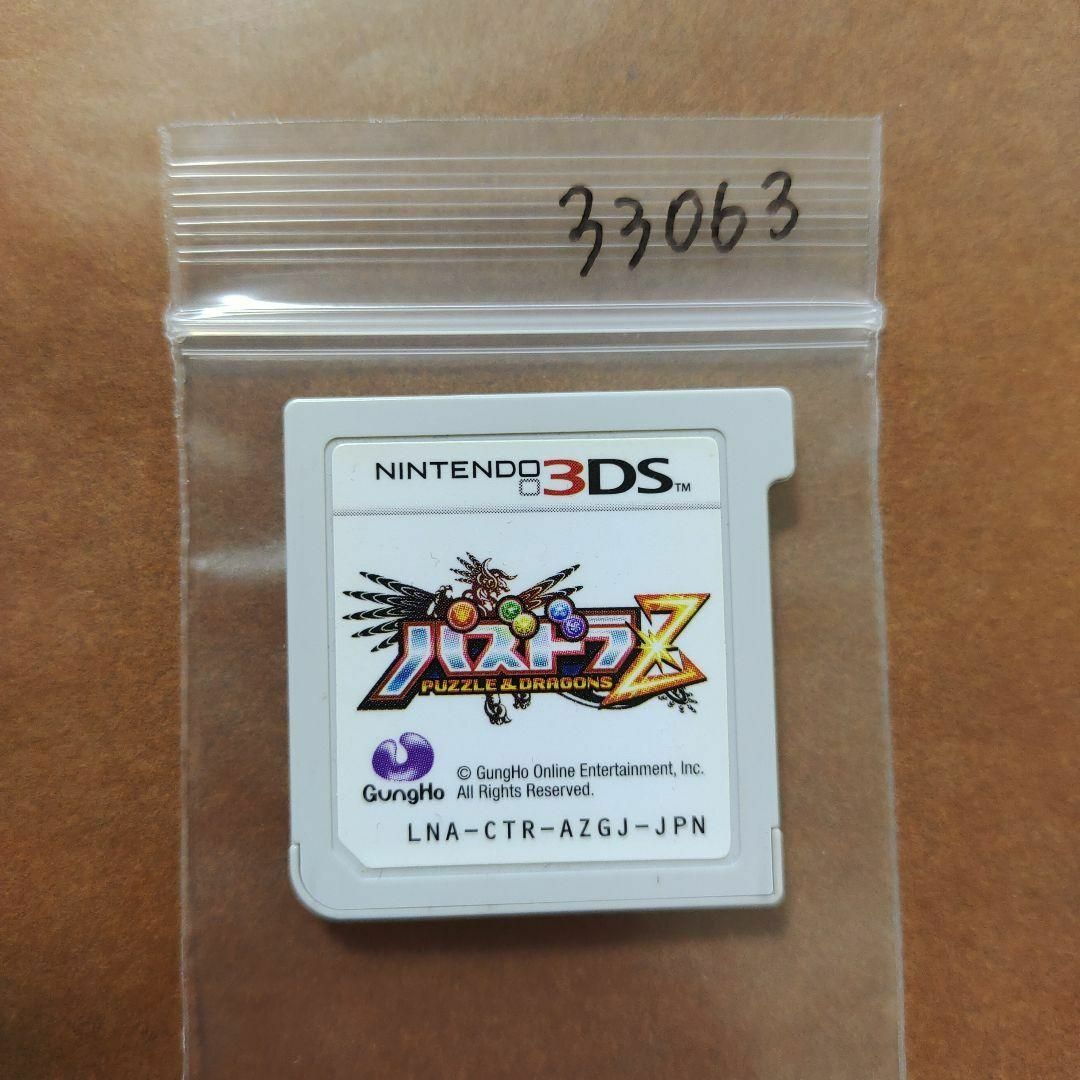 33063
NINTENDO 3DS™
パズドラZ
PUZZLE & DRAGONS
GungHo
© GungHo Online Entertainment, Inc.
All Rights Reserved.
LNA-CTR-AZGJ-JPN